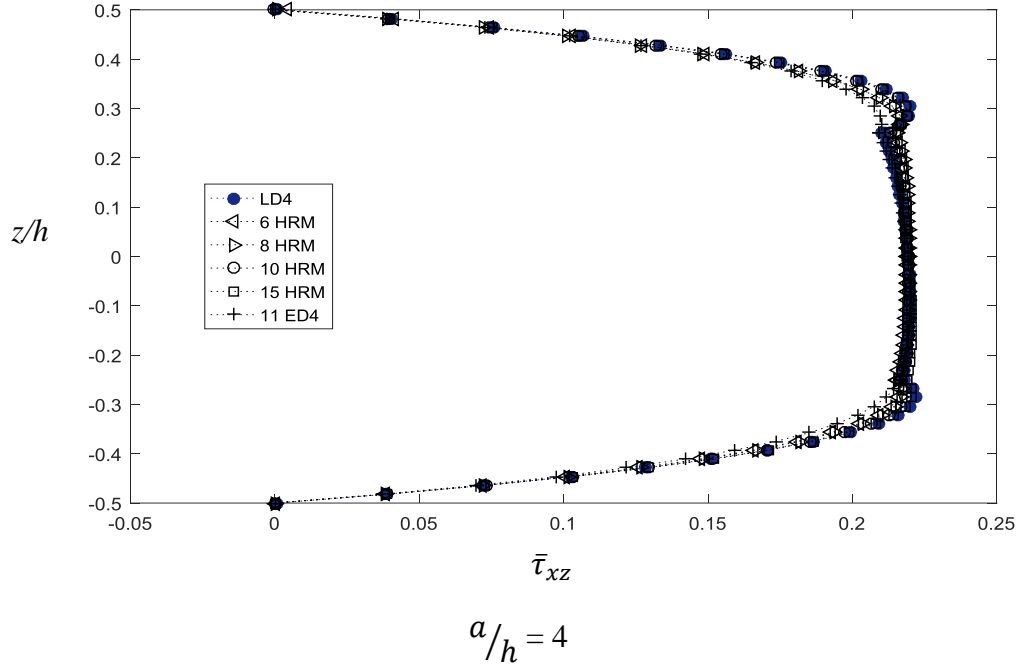 0.5
0.4
0.3
0.2
0.1
0
-0.1
-0.2
-0.3
-0.4
-0.5
z/h
LD4
6 HRM
8 HRM
10 HRM
15 HRM
11 ED4
-0.05 0 0.05 0.1 0.15 0.2 0.25
τ̄xz
a/h = 4